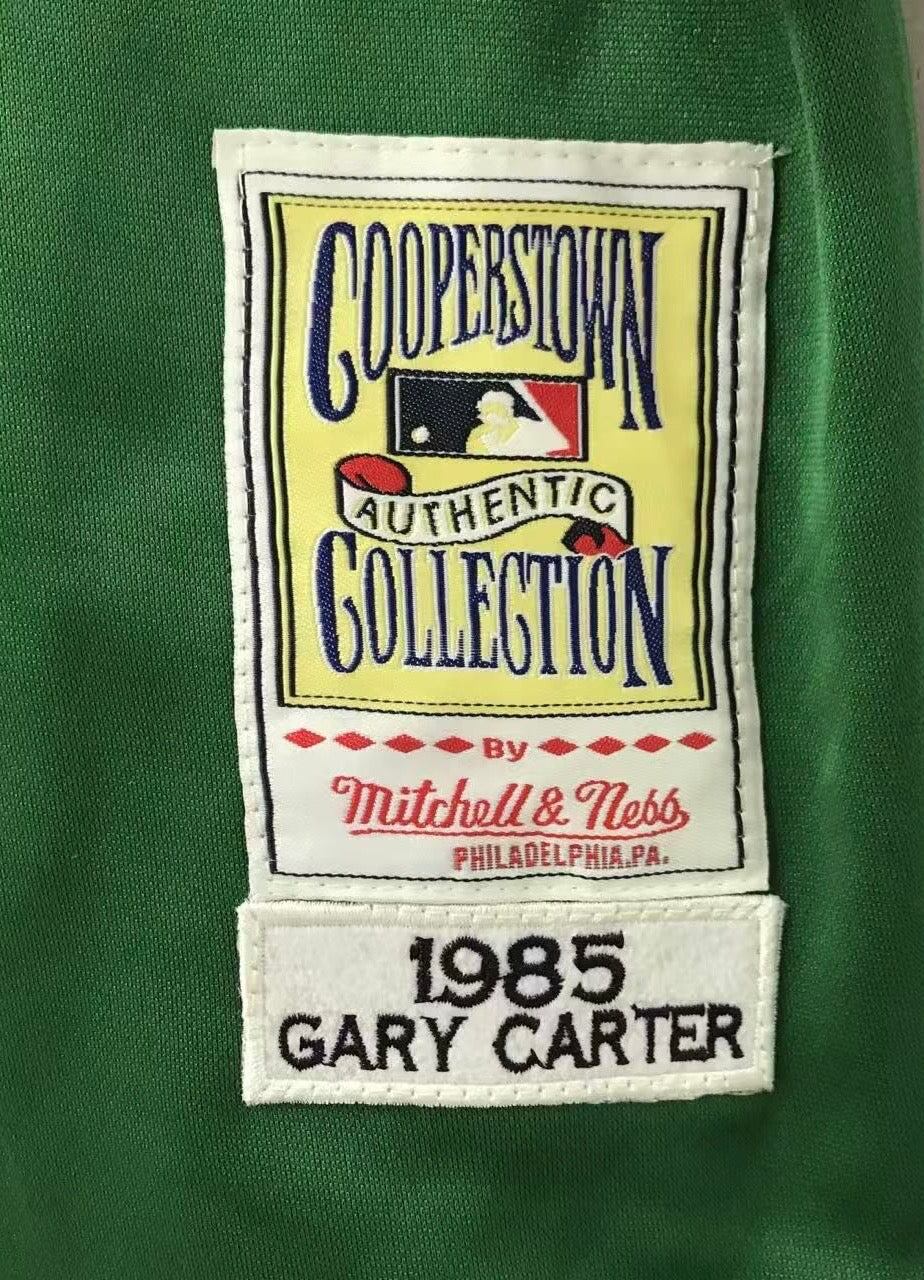 COOPERSTOWN
AUTHENTIC
COLLECTION
By
Mitchell & Ness
PHILADELPHIA.PA.
1985
GARY CARTER